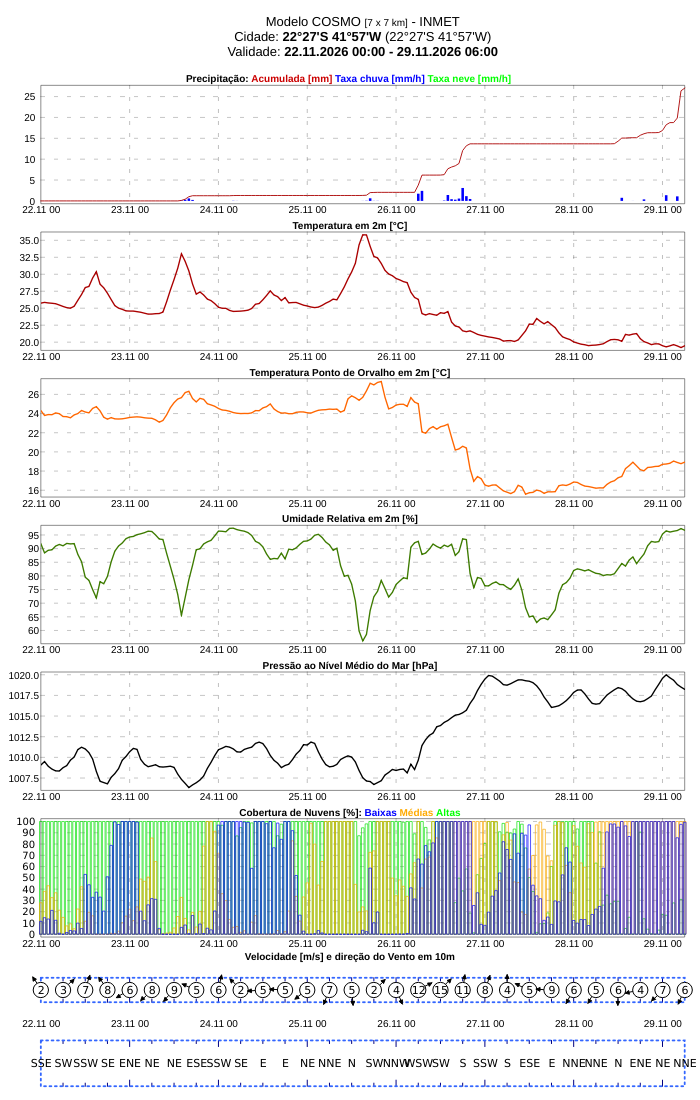 Modelo COSMO [7 x 7 km] - INMET
Cidade: 22°27'S 41°57'W (22°27'S 41°57'W)
Validade: 22.11.2026 00:00 - 29.11.2026 06:00
Precipitação: Acumulada [mm] Taxa chuva [mm/h] Taxa neve [mm/h]
25
20
15
10
5
0
22.11 00 23.11 00 24.11 00 25.11 00 26.11 00 27.11 00 28.11 00 29.11 00
Temperatura em 2m [°C]
35.0
32.5
30.0
27.5
25.0
22.5
20.0
22.11 00 23.11 00 24.11 00 25.11 00 26.11 00 27.11 00 28.11 00 29.11 00
Temperatura Ponto de Orvalho em 2m [°C]
26
24
22
20
18
16
22.11 00 23.11 00 24.11 00 25.11 00 26.11 00 27.11 00 28.11 00 29.11 00
Umidade Relativa em 2m [%]
95
90
85
80
75
70
65
60
22.11 00 23.11 00 24.11 00 25.11 00 26.11 00 27.11 00 28.11 00 29.11 00
Pressão ao Nível Médio do Mar [hPa]
1020.0
1017.5
1015.0
1012.5
1010.0
1007.5
22.11 00 23.11 00 24.11 00 25.11 00 26.11 00 27.11 00 28.11 00 29.11 00
Cobertura de Nuvens [%]: Baixas Médias Altas
100
90
80
70
60
50
40
30
20
10
0
22.11 00 23.11 00 24.11 00 25.11 00 26.11 00 27.11 00 28.11 00 29.11 00
Velocidade [m/s] e direção do Vento em 10m
2 3 7 8 6 8 9 5 6 2 5 5 5 7 5 2 4 12 15 11 8 4 5 9 6 5 6 4 7 6
22.11 00 23.11 00 24.11 00 25.11 00 26.11 00 27.11 00 28.11 00 29.11 00
SSE SW SSW SE ENE NE NE ESE SSW SE E E NE NNE N SW NNW WSW SW S SSW S ESE E NNE NNE N ENE NE NNE